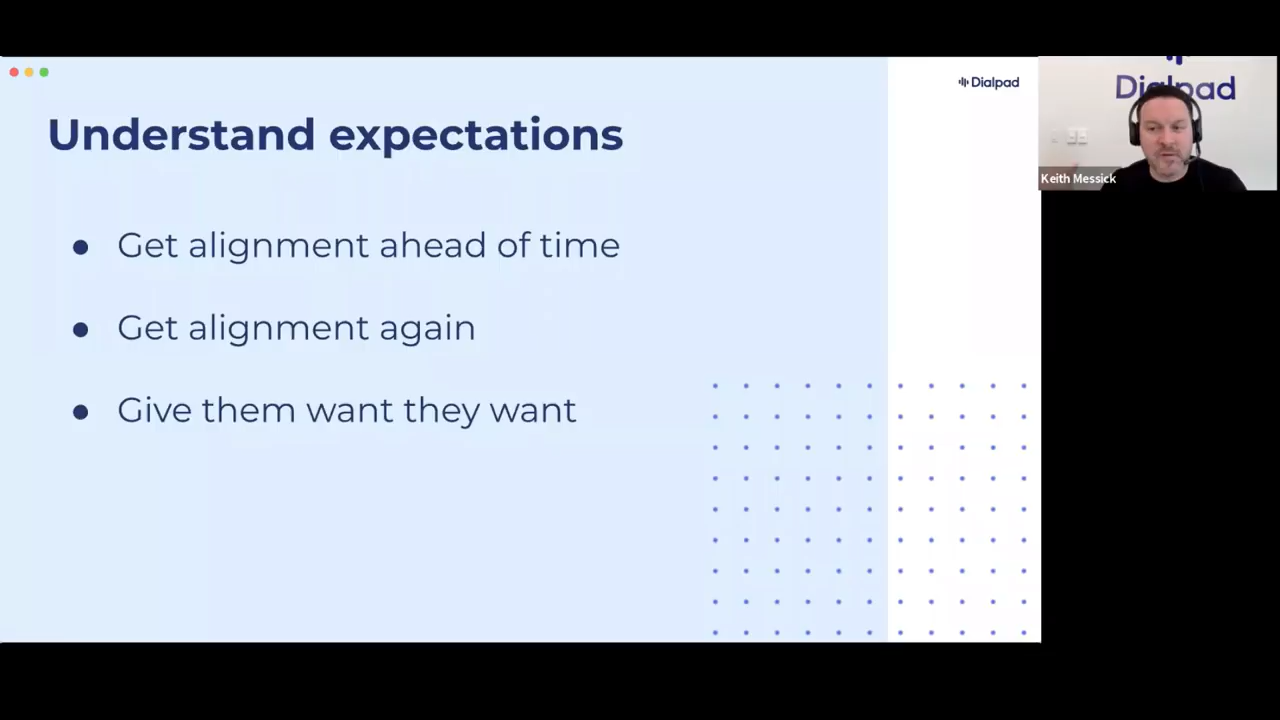 Understand expectations
Dialpad
Dialpad
Keith Messick
● Get alignment ahead of time
● Get alignment again
● Give them want they want